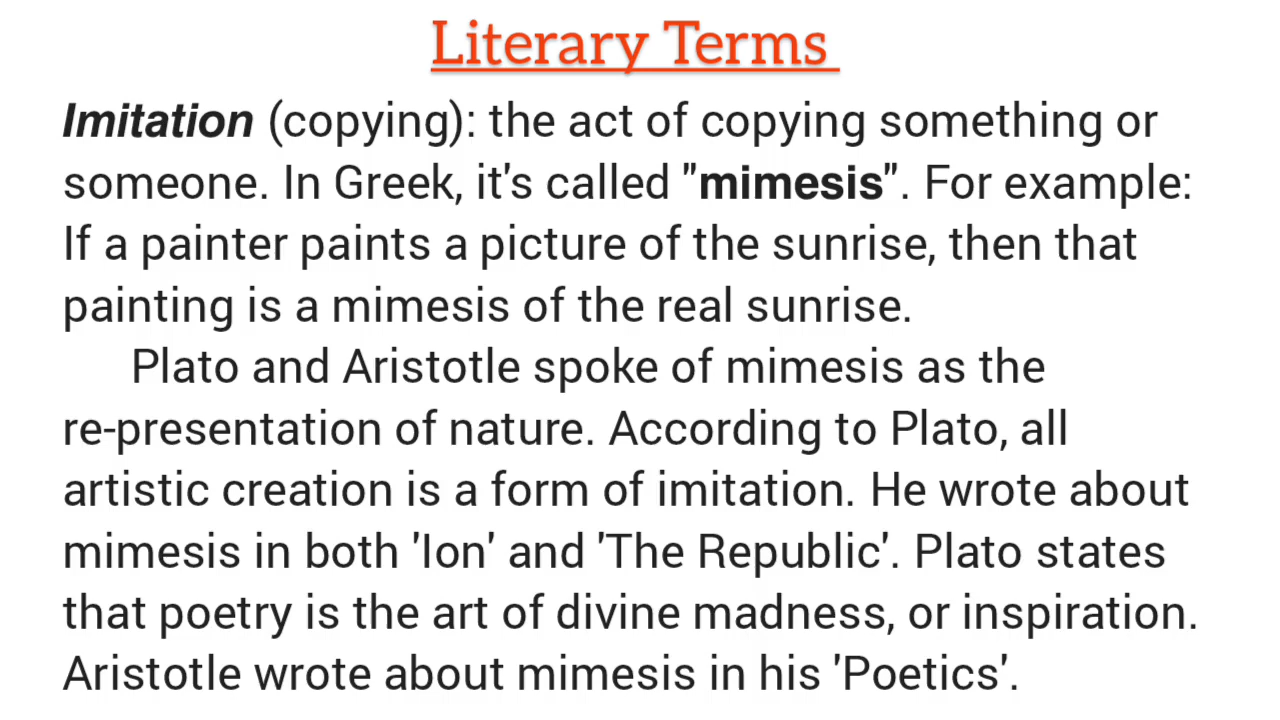 Literary Terms
Imitation (copying): the act of copying something or
someone. In Greek, it's called "mimesis". For example:
If a painter paints a picture of the sunrise, then that
painting is a mimesis of the real sunrise.
Plato and Aristotle spoke of mimesis as the
re-presentation of nature. According to Plato, all
artistic creation is a form of imitation. He wrote about
mimesis in both 'Ion' and 'The Republic'. Plato states
that poetry is the art of divine madness, or inspiration.
Aristotle wrote about mimesis in his 'Poetics'.